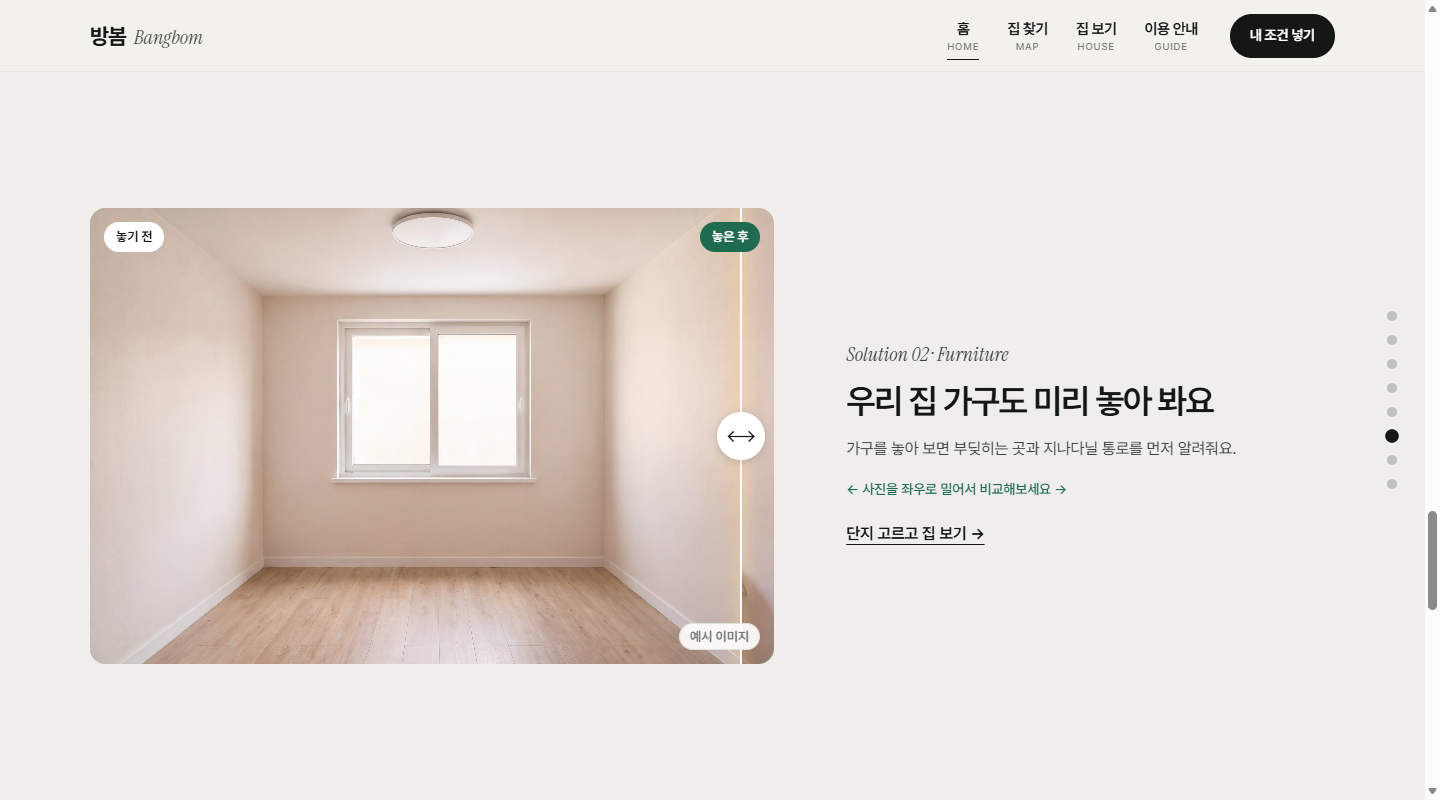 방봄 Bangbom
홈
HOME
집 찾기
MAP
집 보기
HOUSE
이용 안내
GUIDE
내 조건 넣기
놓기 전
놓은 후
예시 이미지
Solution 02 · Furniture
우리 집 가구도 미리 놓아 봐요
가구를 놓아 보면 부딪히는 곳과 지나다닐 통로를 먼저 알려줘요.
← 사진을 좌우로 밀어서 비교해보세요 →
단지 고르고 집 보기 →